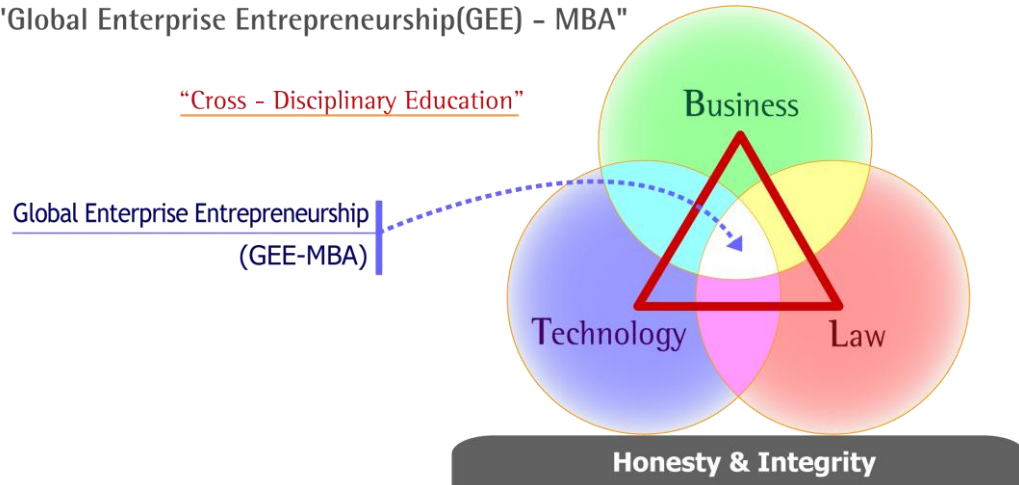 'Global Enterprise Entrepreneurship(GEE) - MBA"
"Cross - Disciplinary Education"
Business
Global Enterprise Entrepreneurship
(GEE-MBA)
Technology
Law
Honesty & Integrity